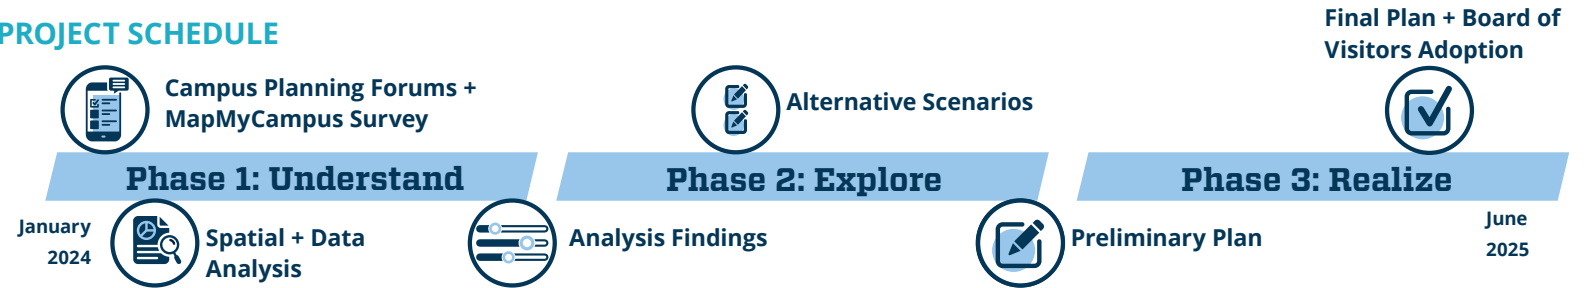 PROJECT SCHEDULE
Final Plan + Board of
Visitors Adoption
Campus Planning Forums +
MapMyCampus Survey
Alternative Scenarios
Phase 1: Understand
Phase 2: Explore
Phase 3: Realize
January
2024
Spatial + Data
Analysis
Analysis Findings
Preliminary Plan
June
2025